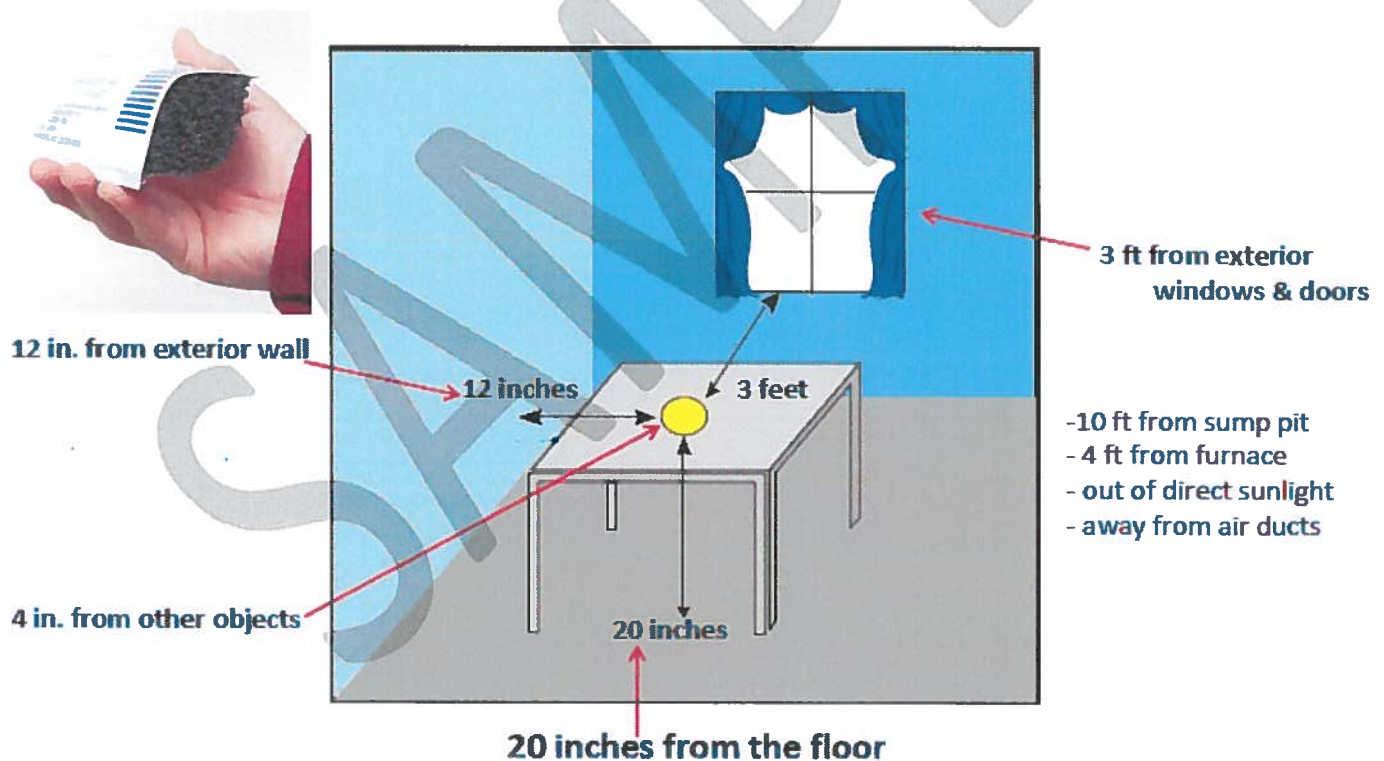 SAMPLE
3 ft from exterior
windows & doors
12 in. from exterior wall
12 inches
3 feet
-10 ft from sump pit
- 4 ft from furnace
- out of direct sunlight
- away from air ducts
4 in. from other objects
20 inches
20 inches from the floor